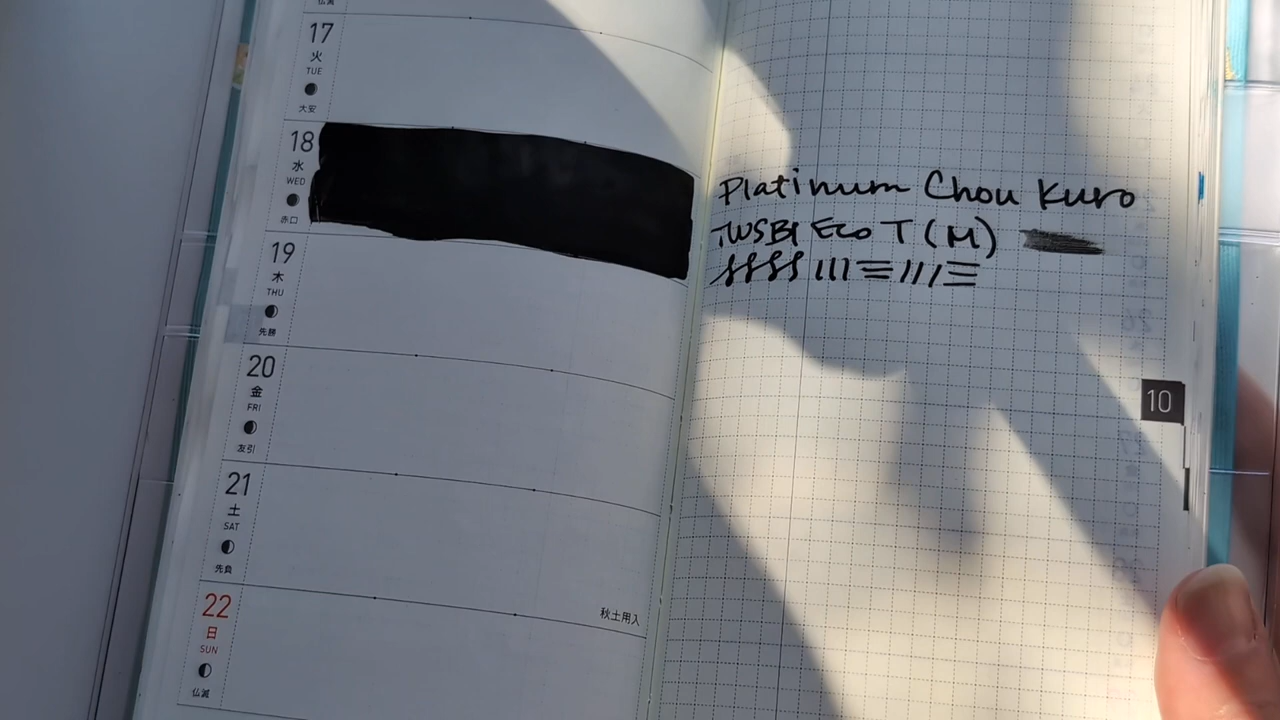 仏滅
17
火
TUE
大安
18
水
WED
赤口
19
木
THU
先勝
20
金
FRI
友引
21
土
SAT
先負
22
日
SUN
仏滅
秋土用入
Platinum Chou Kuro
TWSBI Eco T (M)
10